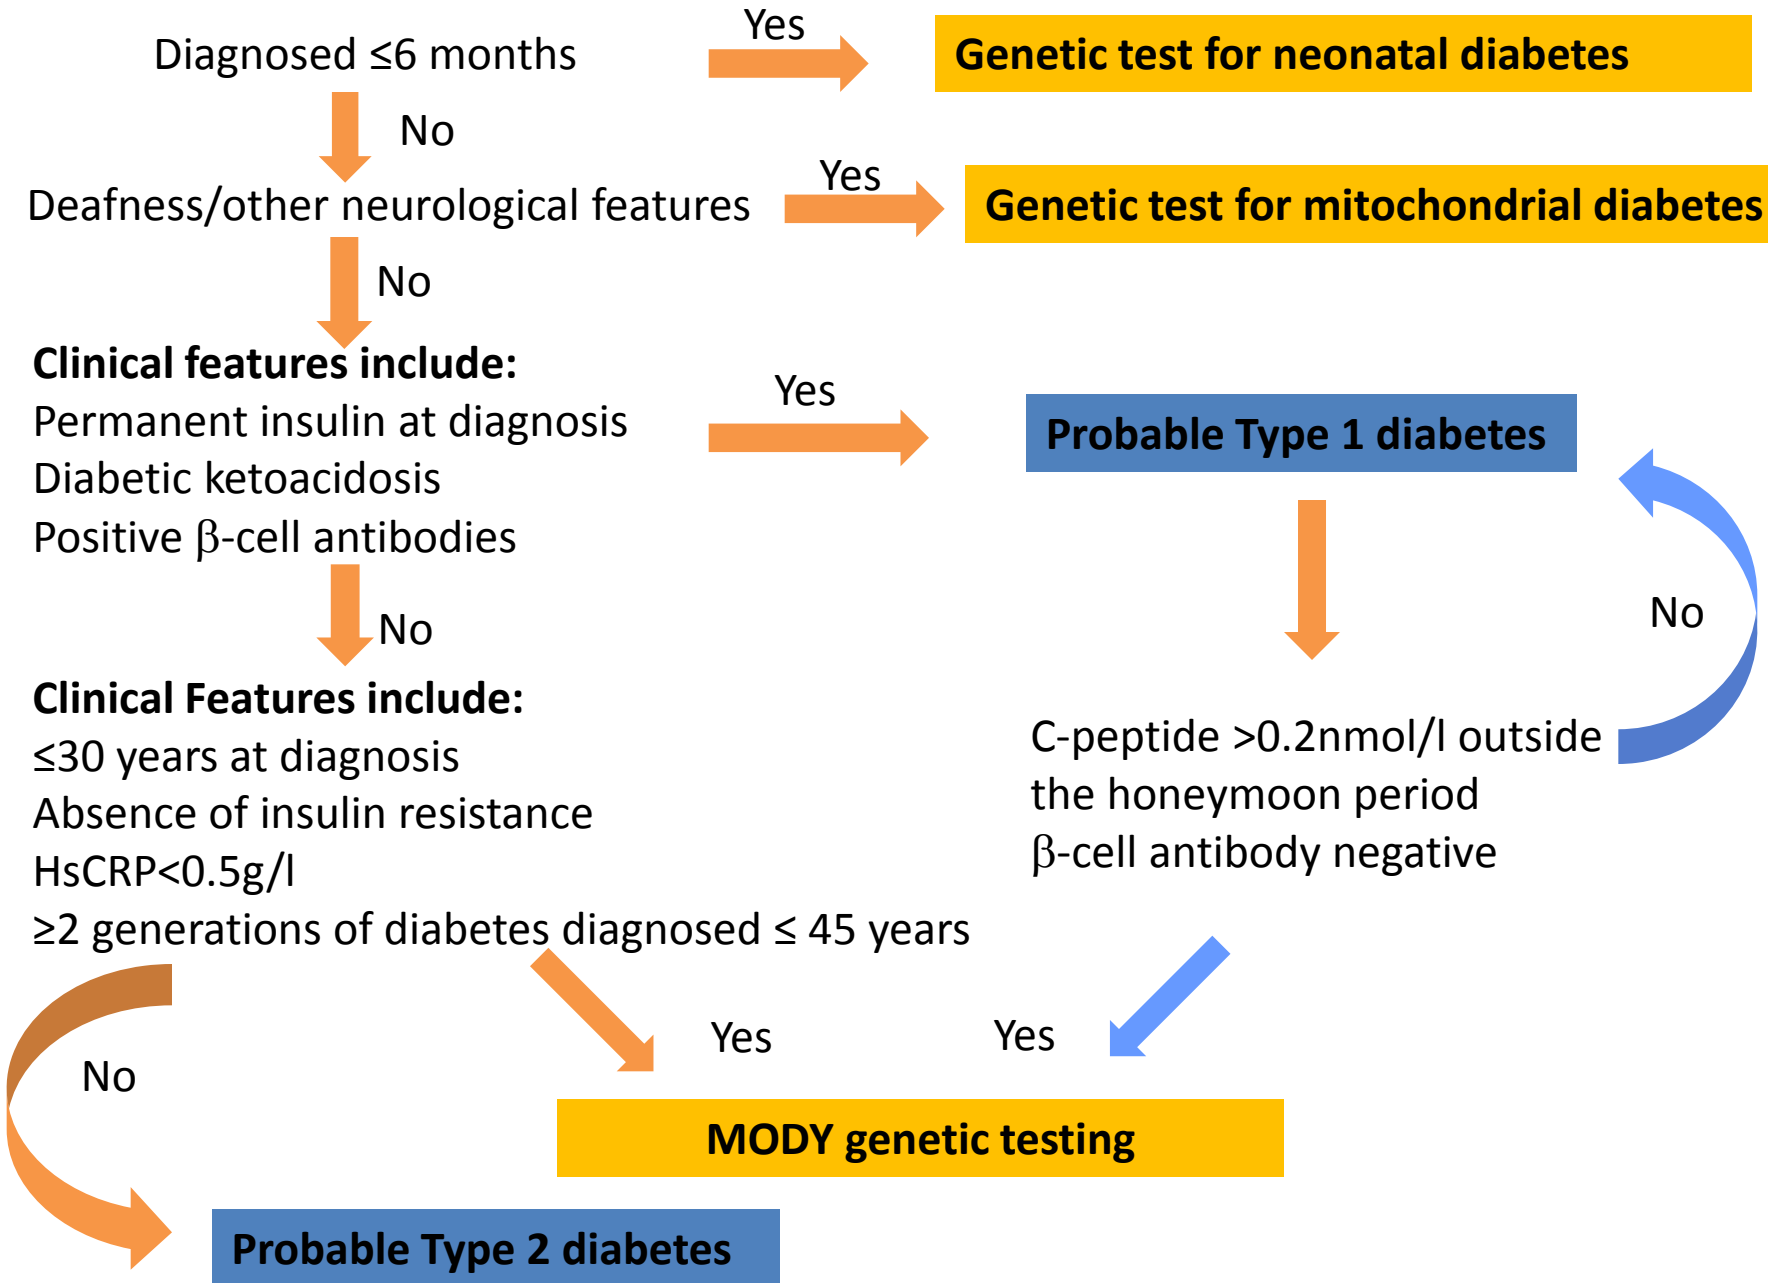 Diagnosed ≤6 months
Yes
Genetic test for neonatal diabetes
No
Deafness/other neurological features
Yes
Genetic test for mitochondrial diabetes
No
Clinical features include:
Permanent insulin at diagnosis
Diabetic ketoacidosis
Positive β-cell antibodies
Yes
Probable Type 1 diabetes
No
Clinical Features include:
≤30 years at diagnosis
Absence of insulin resistance
HsCRP<0.5g/l
≥2 generations of diabetes diagnosed ≤ 45 years
No
C-peptide >0.2nmol/l outside
the honeymoon period
β-cell antibody negative
Yes
Yes
No
MODY genetic testing
Probable Type 2 diabetes